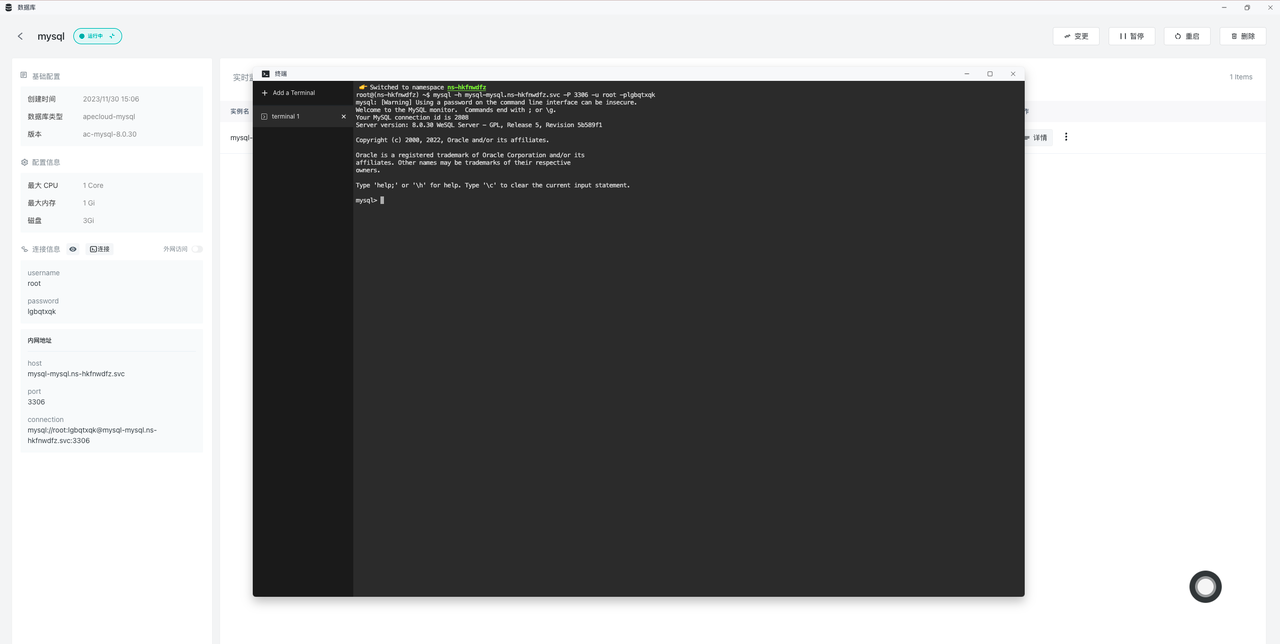 数据库
mysql
运行中
变更
暂停
重启
删除
基础配置
创建时间 2023/11/30 15:06
数据库类型 apecloud-mysql
版本 ac-mysql-8.0.30
配置信息
最大 CPU 1 Core
最大内存 1 Gi
磁盘 3Gi
连接信息 连接 外网访问
username
root
password
lgbqtxqk
内网地址
host
mysql-mysql.ns-hkfnwdfz.svc
port
3306
connection
mysql://root:lgbqtxqk@mysql-mysql.ns-
hkfnwdfz.svc:3306
实时
1 Items
实例名
作
mysql-
详情
终端
Add a Terminal
terminal 1
Switched to namespace ns-hkfnwdfz
root@(ns-hkfnwdfz) ~$ mysql -h mysql-mysql.ns-hkfnwdfz.svc -P 3306 -u root -plgbqtxqk
mysql: [Warning] Using a password on the command line interface can be insecure.
Welcome to the MySQL monitor.  Commands end with ; or \g.
Your MySQL connection id is 2808
Server version: 8.0.30 WeSQL Server - GPL, Release 5, Revision 5b589f1
Copyright (c) 2000, 2022, Oracle and/or its affiliates.
Oracle is a registered trademark of Oracle Corporation and/or its
affiliates. Other names may be trademarks of their respective
owners.
Type 'help;' or '\h' for help. Type '\c' to clear the current input statement.
mysql>